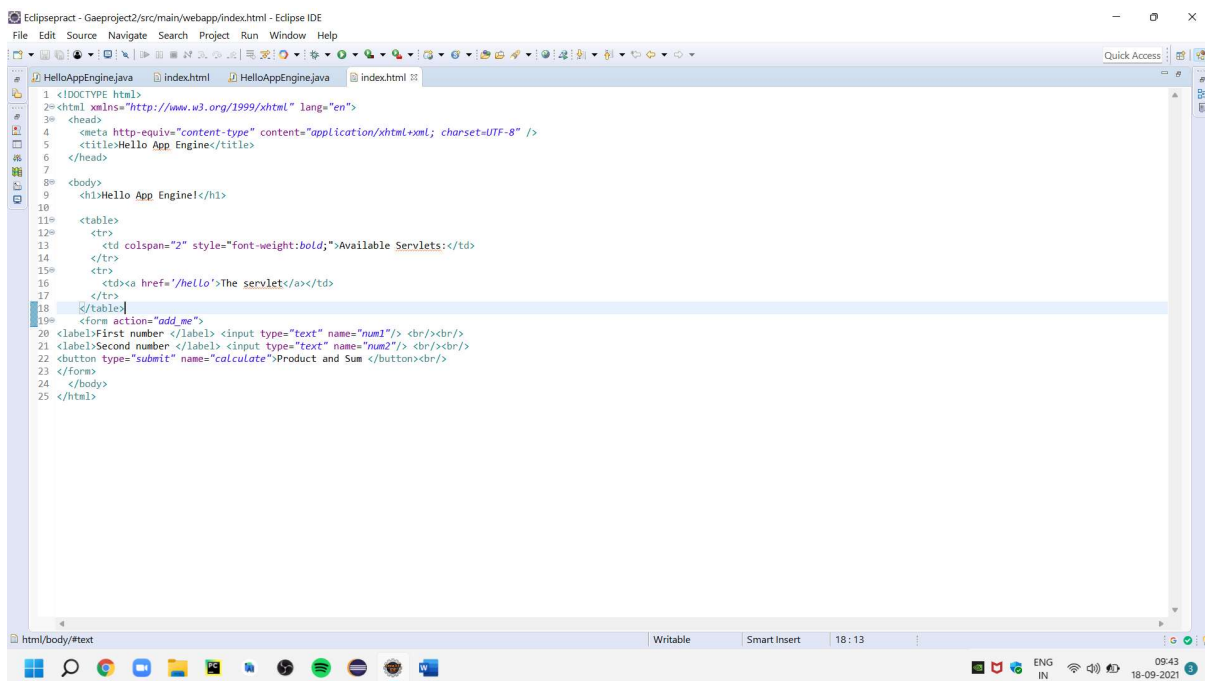 Eclipsepract - Gaeproject2/src/main/webapp/index.html - Eclipse IDE
File Edit Source Navigate Search Project Run Window Help
Quick Access
HelloAppEngine.java index.html HelloAppEngine.java index.html
1 <!DOCTYPE html>
2 <html xmlns="http://www.w3.org/1999/xhtml" lang="en">
3   <head>
4     <meta http-equiv="content-type" content="application/xhtml+xml; charset=UTF-8" />
5     <title>Hello App Engine</title>
6   </head>
7
8   <body>
9     <h1>Hello App Engine!</h1>
10
11     <table>
12       <tr>
13         <td colspan="2" style="font-weight:bold;">Available Servlets:</td>
14       </tr>
15       <tr>
16         <td><a href='/hello'>The servlet</a></td>
17       </tr>
18     </table>
19     <form action="add_me">
20 <label>First number </label> <input type="text" name="num1"/> <br/><br/>
21 <label>Second number </label> <input type="text" name="num2"/> <br/><br/>
22 <button type="submit" name="calculate">Product and Sum </button><br/>
23 </form>
24   </body>
25 </html>
html/body/#text Writable Smart Insert 18 : 13
ENG IN 09:43 18-09-2021 3